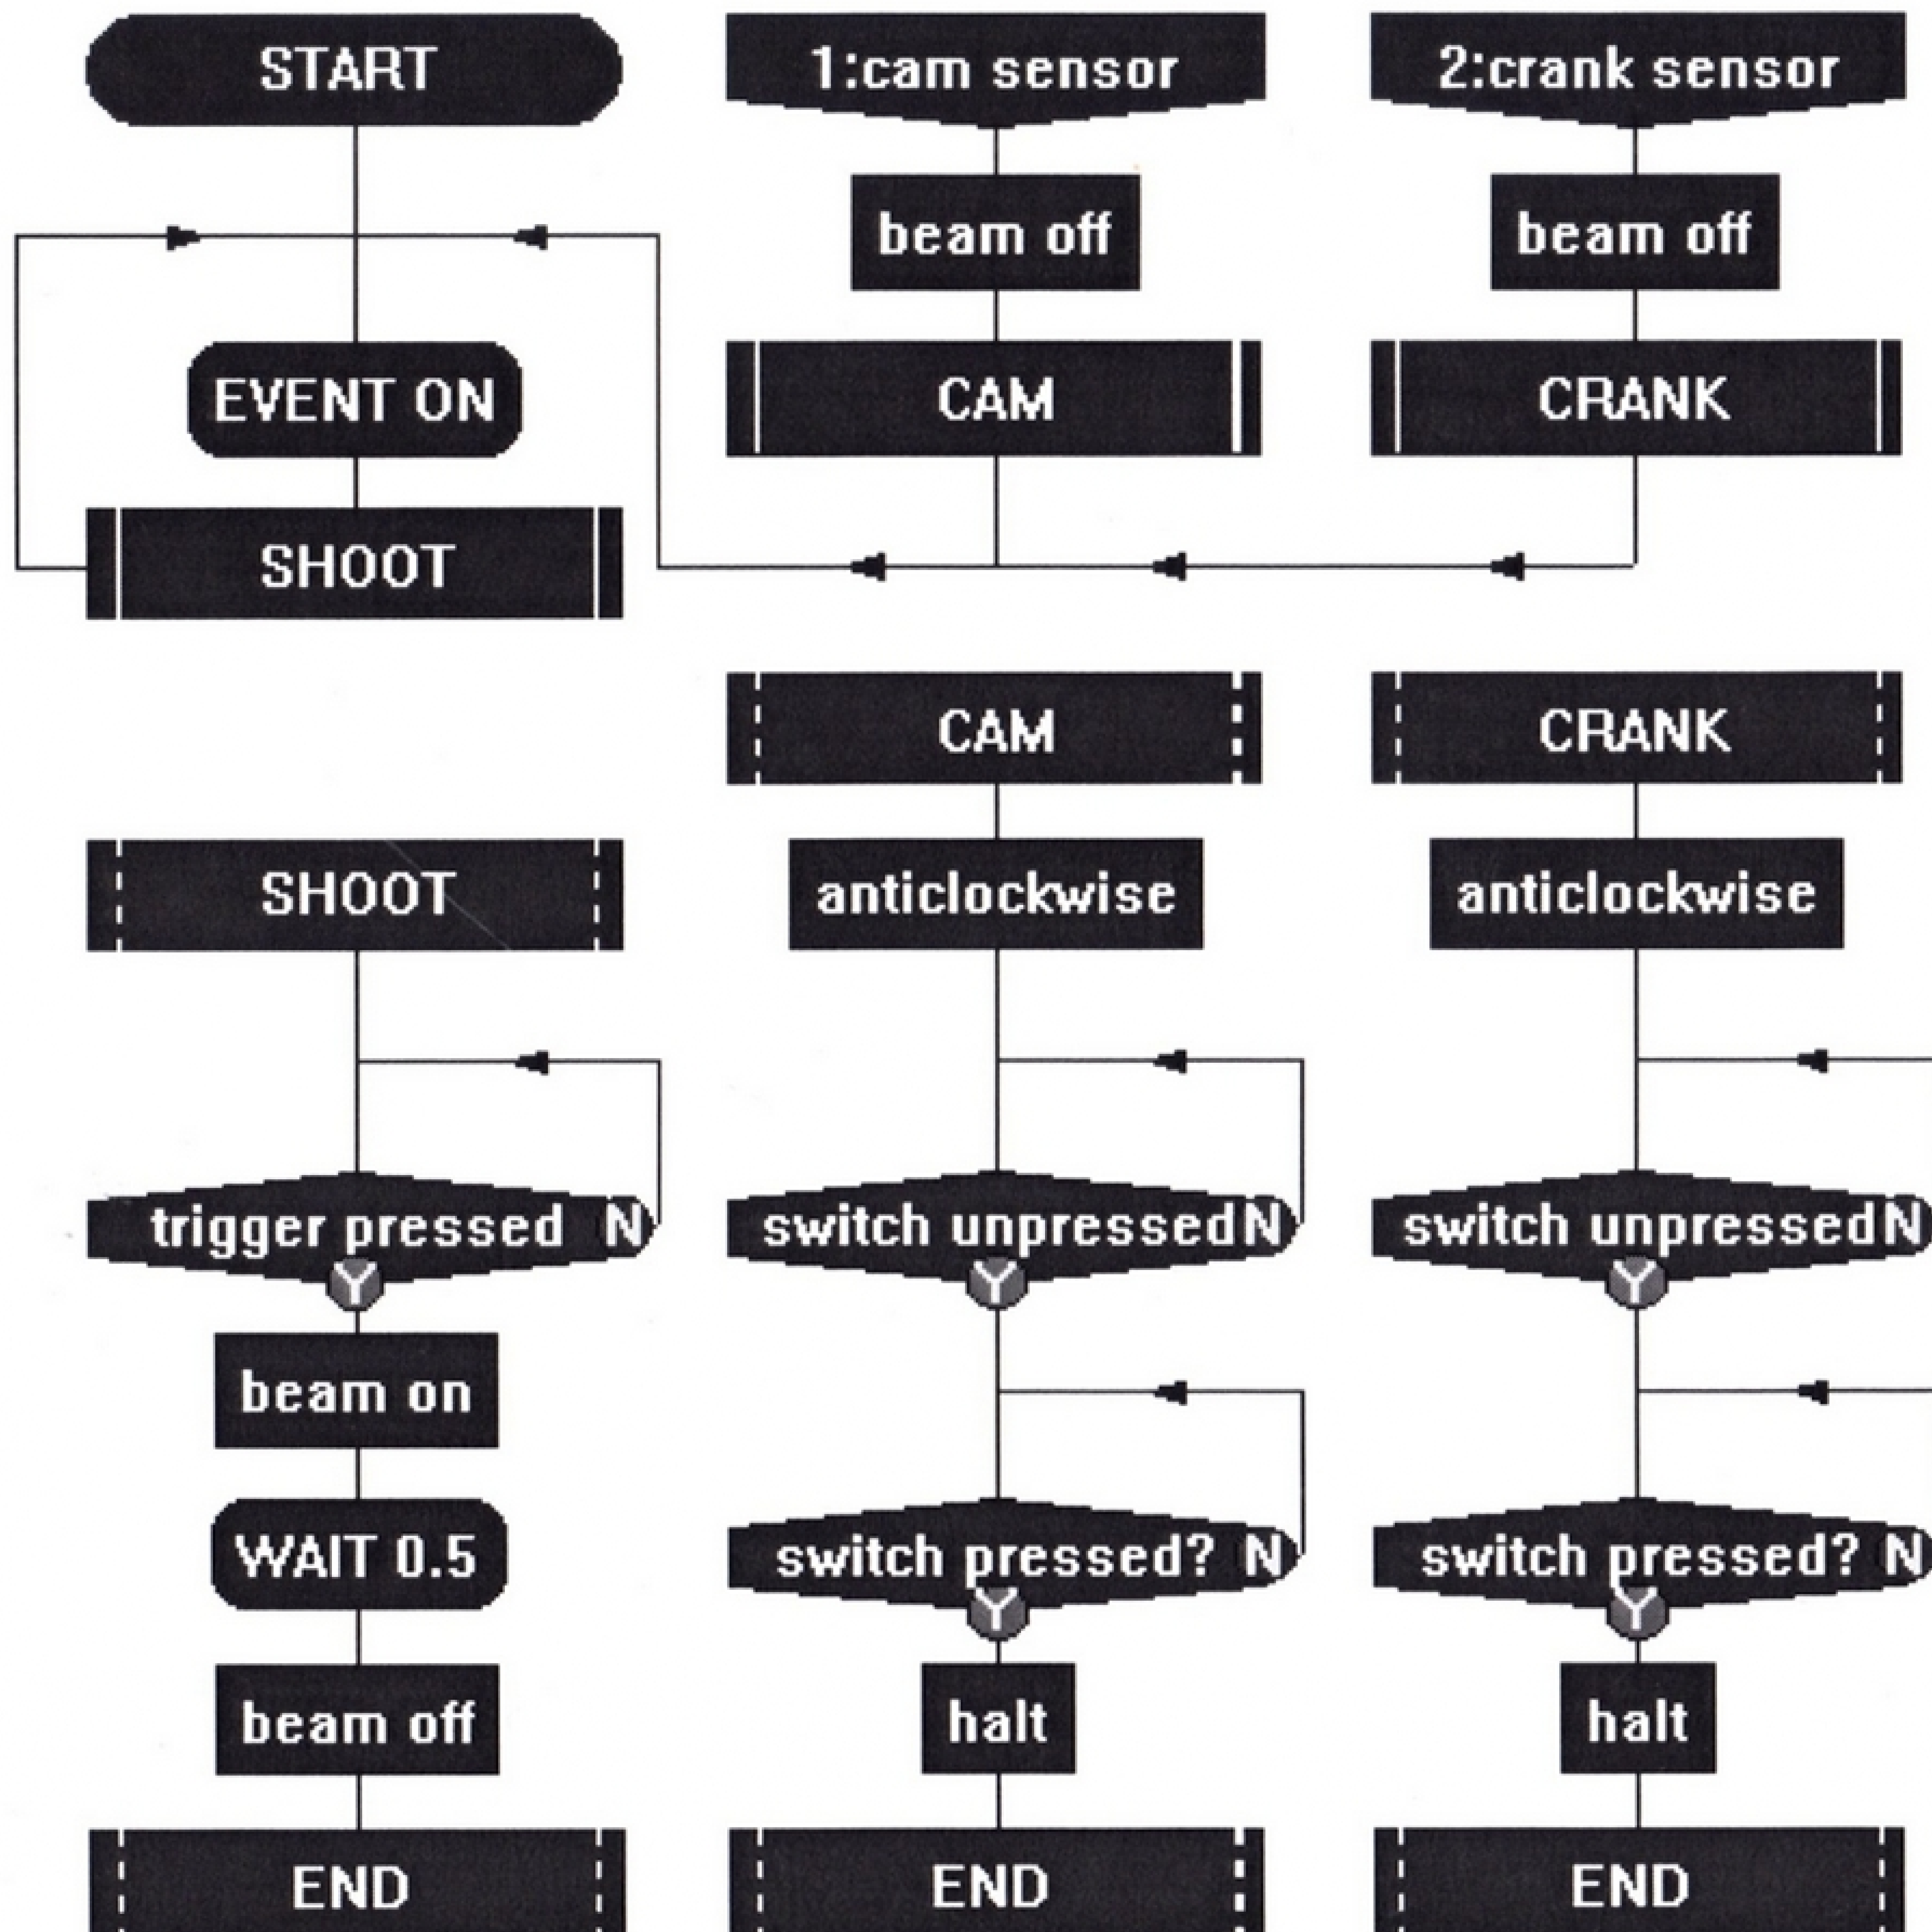 START
1:cam sensor
2:crank sensor
beam off
beam off
EVENT ON
CAM
CRANK
SHOOT
CAM
CRANK
SHOOT
anticlockwise
anticlockwise
trigger pressed N
Y
switch unpressed N
Y
switch unpressed N
Y
beam on
WAIT 0.5
switch pressed? N
Y
switch pressed? N
Y
beam off
halt
halt
END
END
END